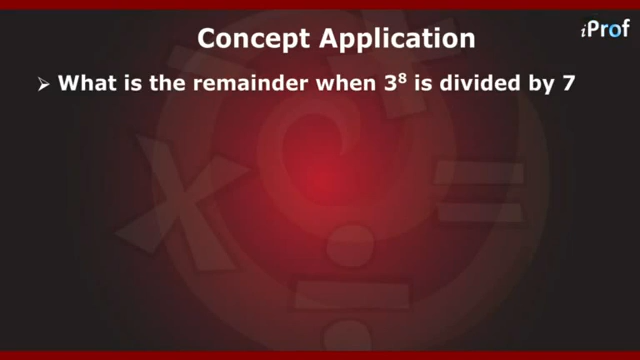 Concept Application
iProf
➢ What is the remainder when 3⁸ is divided by 7